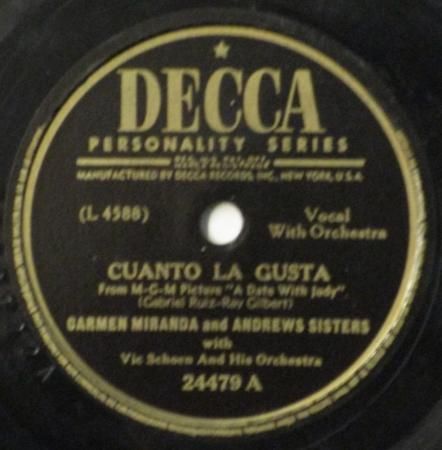 DECCA
PERSONALITY SERIES
MANUFACTURED BY DECCA RECORDS, INC., NEW YORK, U.S.A.
(L 4588)
Vocal
With Orchestra
CUANTO LA GUSTA
From M-G-M Picture "A Date With Judy"
(Gabriel Ruiz-Ray Gilbert)
CARMEN MIRANDA and ANDREWS SISTERS
with
Vic Schoen And His Orchestra
24479 A